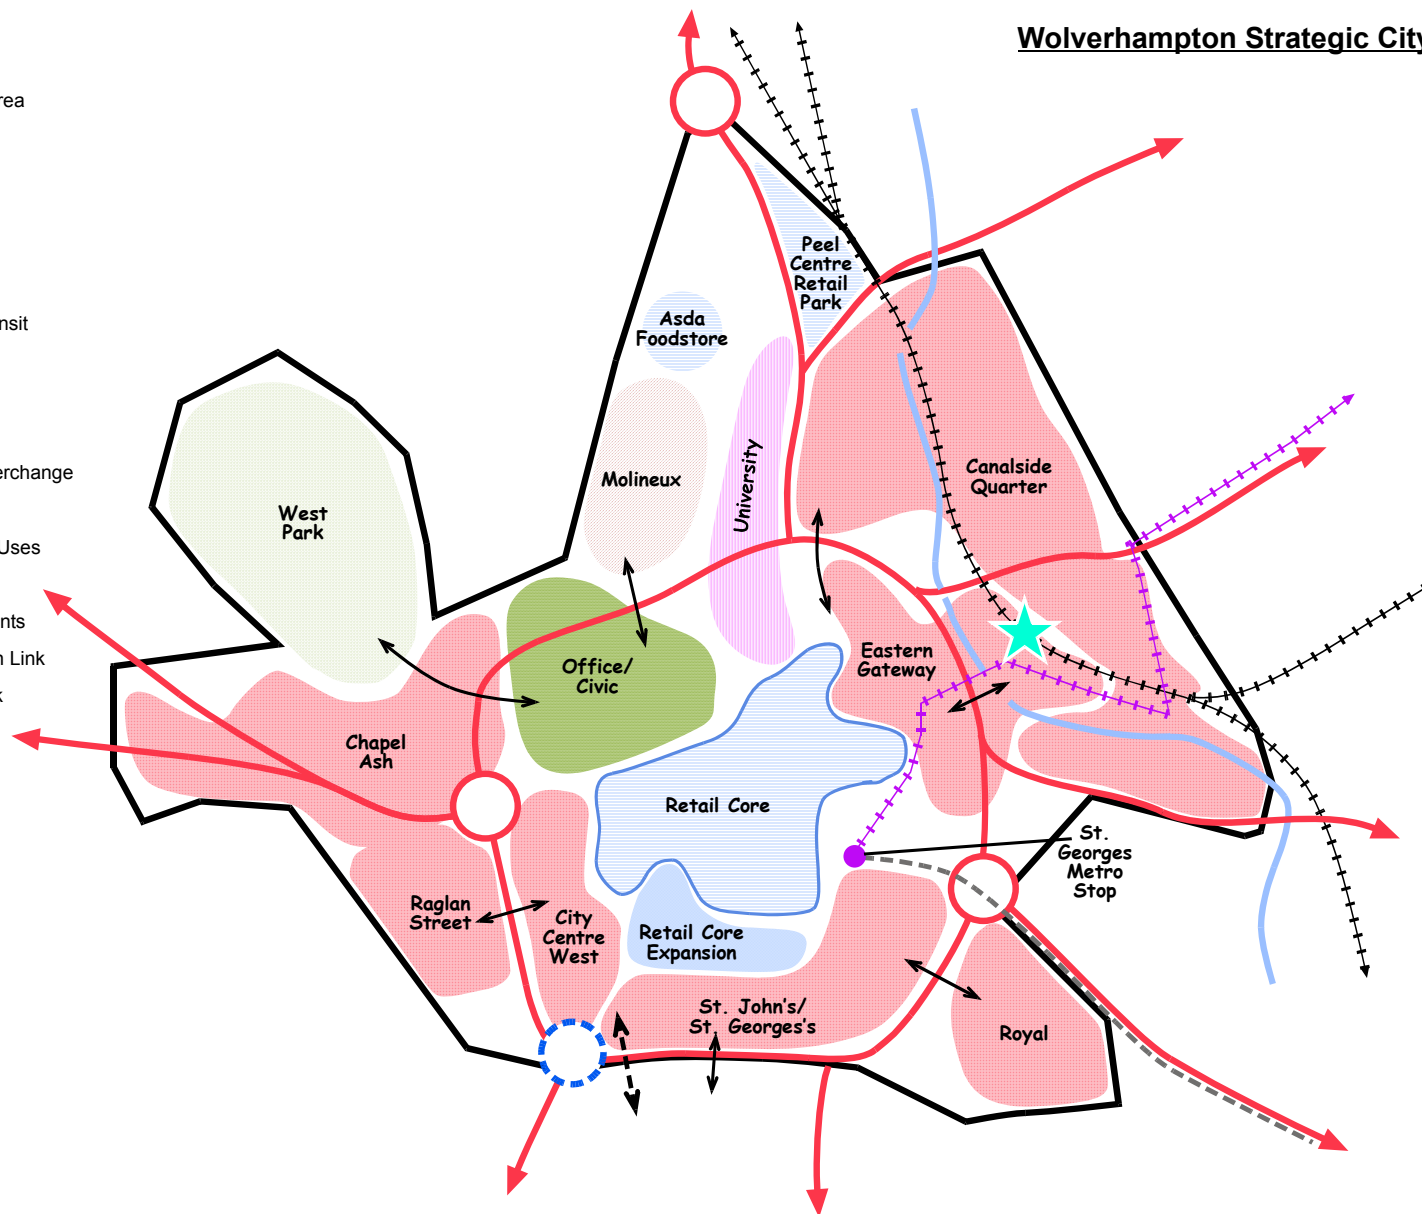 Wolverhampton Strategic City
rea
nsit
erchange
Uses
nts
n Link
k
Peel
Centre
Retail
Park
Asda
Foodstore
Molineux
University
Canalside
Quarter
West
Park
Office/
Civic
Eastern
Gateway
Chapel
Ash
Retail Core
St.
Georges
Metro
Stop
Raglan
Street
City
Centre
West
Retail Core
Expansion
St. John's/
St. Georges's
Royal